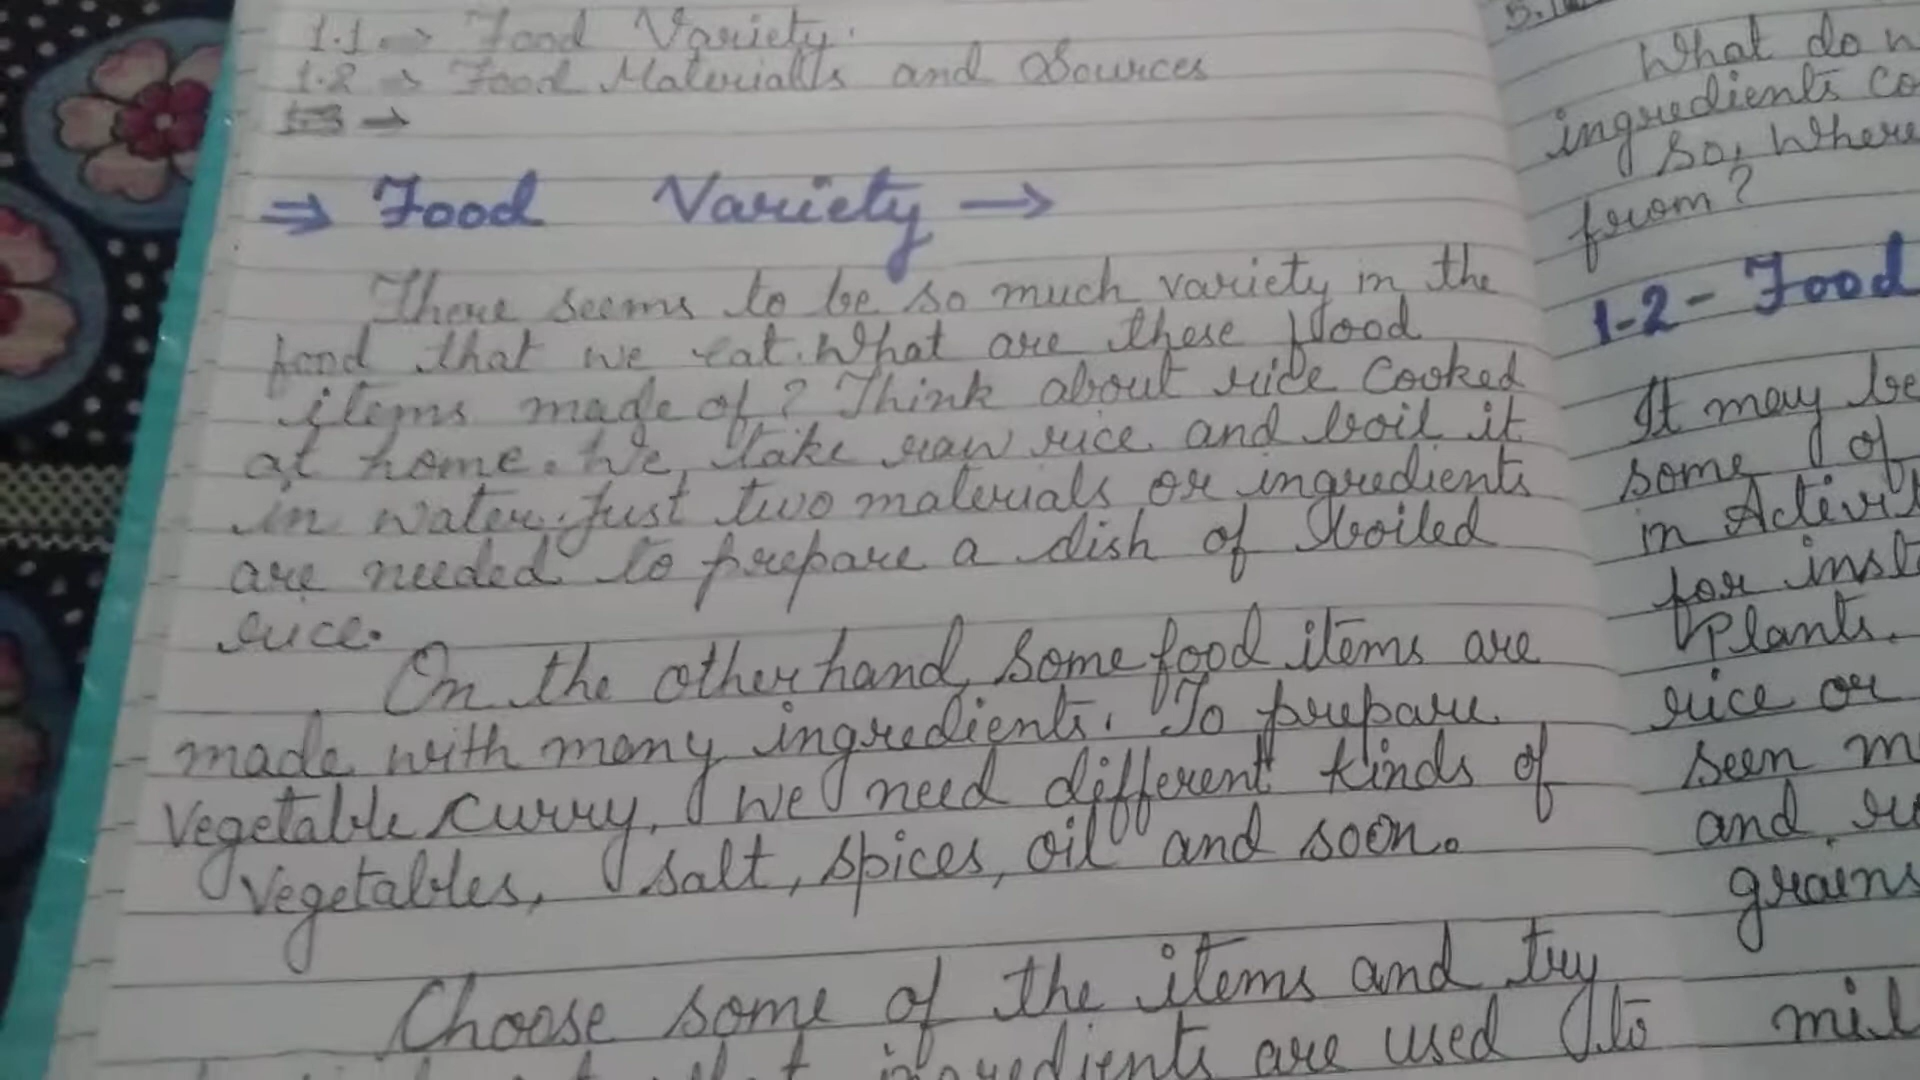 1.1 → Food Variety.
1.2 → Food Materialls and Sources
→
⇒ Food Variety →
There seems to be so much variety in the
food that we eat. What are these food
items made of? Think about rice cooked
at home. We take raw rice and boil it
in water. Just two materials or ingredients
are needed to prepare a dish of boiled
rice.
On the other hand some food items are
made with many ingredients. To prepare
Vegetable curry, we need different kinds of
Vegetables, salt, spices, oil and soon.
Choose some of the items and try
ingredients are used to
What do
ingredients
So, Where
from?
1-2 - Food
It may be
some of
in
for
Plants.
rice or
seen
and
grains